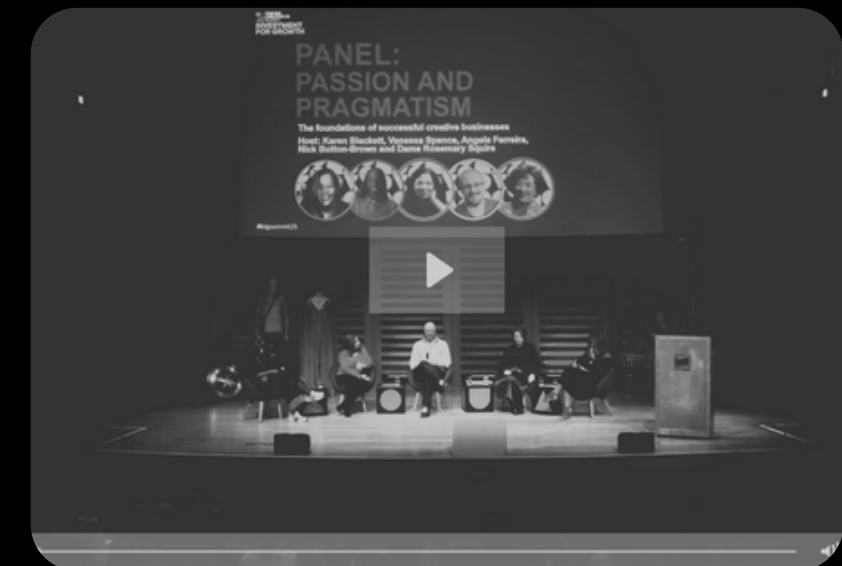 INVESTMENT
FOR GROWTH
PANEL:
PASSION AND
PRAGMATISM
The foundations of successful creative businesses
Host: Karen Blackett, Vanessa Spence, Angela Ferreira,
Nick Button-Brown and Dame Rosemary Squire